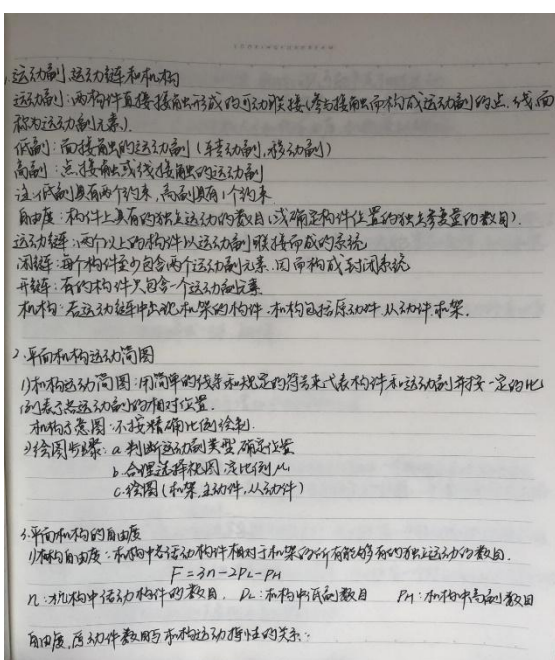 1.运动副,运动链和机构
运动副:两构件直接接触形成的可动联接(参与接触而构成运动副的点、线、面
称为运动副元素).
低副:面接触的运动副(转动副,移动副)
高副:点接触或线接触的运动副
注:低副具有两个约束,高副具有1个约束
自由度:构件上具有的独立运动的数目(或确定构件位置的独立参变量的数目).
运动链:两个以上的构件以运动副联接而成的系统
闭链:每个构件至少包含两个运动副元素.因而构成封闭系统
开链:有的构件只包含一个运动副元素
机构:若运动链中出现机架的构件.机构包括原动件.从动件.机架.
2.平面机构运动简图
1)机构运动简图:用简单的线条和规定的符号来代表构件和运动副并按一定的比
例表示各运动副的相对位置.
机构示意图:不按精确比例绘制.
2)绘图步骤:a.判断运动副类型.确定位置
b.合理选择视图.定比例μ
c.绘图(机架,主动件,从动件)
3.平面机构的自由度
1)机构自由度:机构中各活动构件相对于机架的所有能够有的独立运动的数目.
F=3n-2PL-PH
n:机构中活动构件的数目. PL:机构中低副数目 PH:机构中高副数目
自由度,原动件数目与机构运动特性的关系: